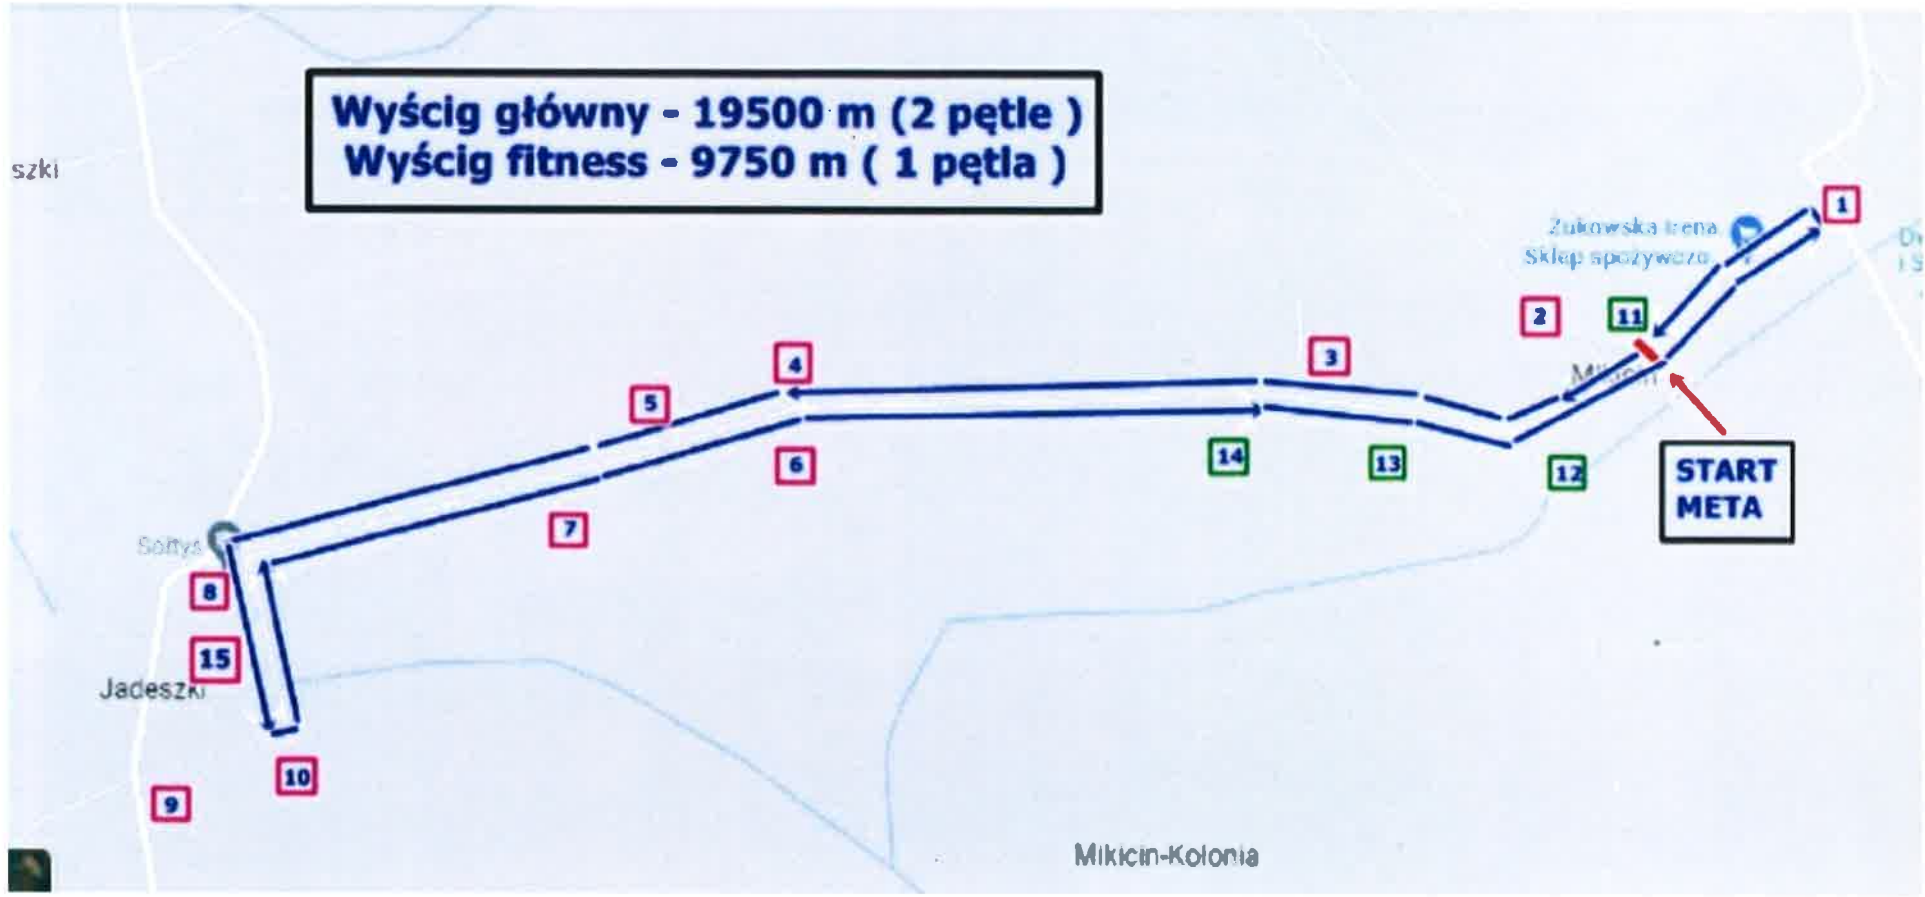 Wyścig główny - 19500 m (2 pętle )
Wyścig fitness - 9750 m ( 1 pętla )
szki
1
Żukowska Irena
Sklep spożywczo
2
11
3
4
5
6
14
13
12
START
META
7
Sołtys
8
15
Jadeszki
10
9
Mikicin-Kolonia